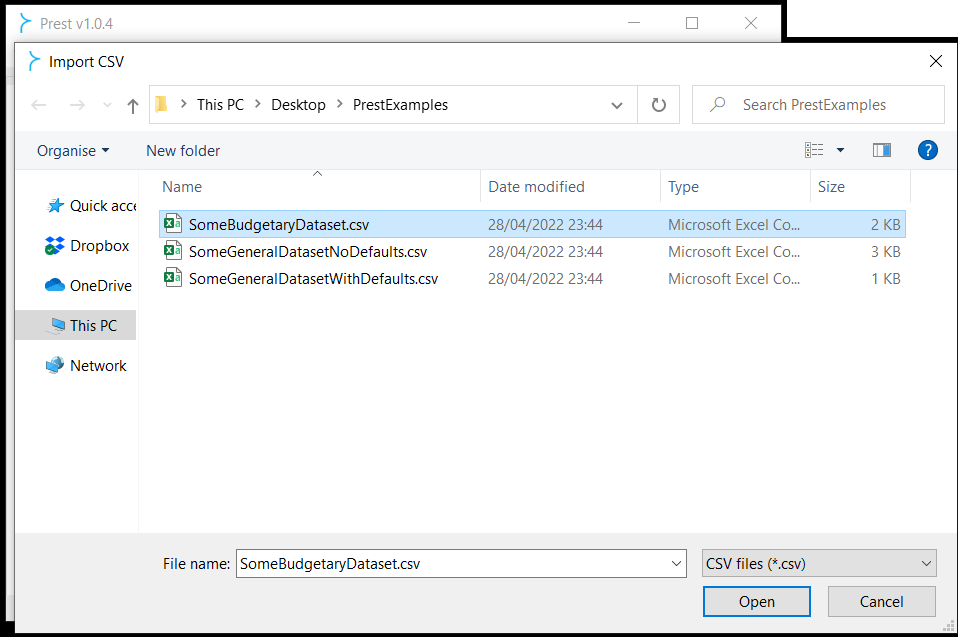 Prest v1.0.4
Import CSV
This PC > Desktop > PrestExamples
Search PrestExamples
Organise
New folder
?
Name Date modified Type Size
Quick acce
Dropbox
OneDrive
This PC
Network
SomeBudgetaryDataset.csv 28/04/2022 23:44 Microsoft Excel Co... 2 KB
SomeGeneralDatasetNoDefaults.csv 28/04/2022 23:44 Microsoft Excel Co... 3 KB
SomeGeneralDatasetWithDefaults.csv 28/04/2022 23:44 Microsoft Excel Co... 1 KB
File name: SomeBudgetaryDataset.csv
CSV files (*.csv)
Open
Cancel